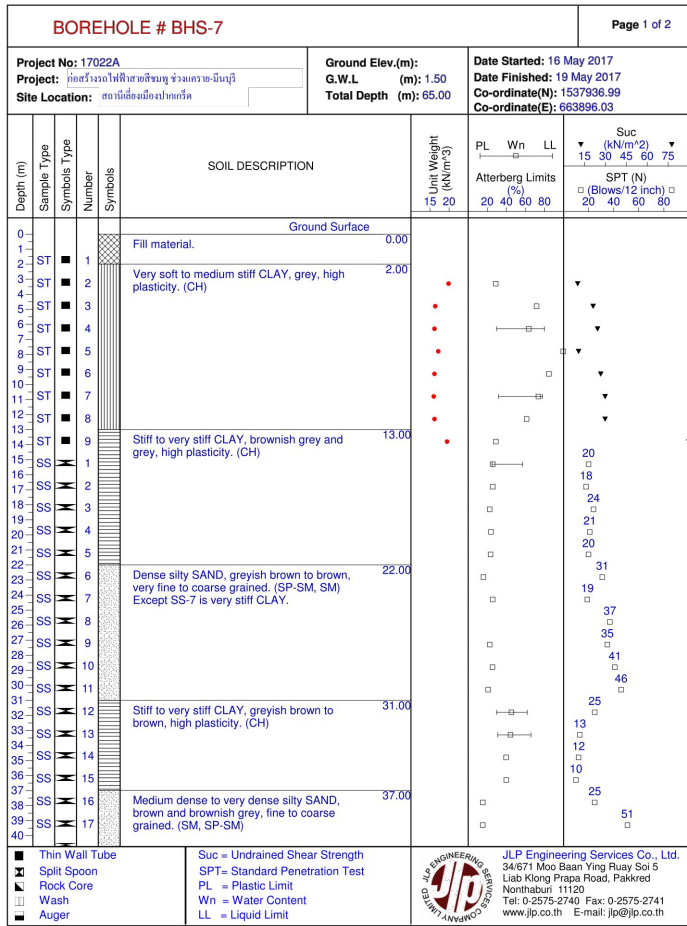 BOREHOLE # BHS-7
Page 1 of 2
Project No: 17022A
Project: ก่อสร้างรถไฟฟ้าสายสีชมพู ช่วงแคราย-มีนบุรี
Site Location: สถานีเลี่ยงเมืองปากเกร็ด
Ground Elev.(m):
G.W.L (m): 1.50
Total Depth (m): 65.00
Date Started: 16 May 2017
Date Finished: 19 May 2017
Co-ordinate(N): 1537936.99
Co-ordinate(E): 663896.03
Depth (m)
Sample Type
Symbols Type
Number
Symbols
SOIL DESCRIPTION
Unit Weight
(kN/m^3)
15 20
PL Wn LL
Atterberg Limits
(%)
20 40 60 80
Suc
(kN/m^2)
15 30 45 60 75
SPT (N)
(Blows/12 inch)
20 40 60 80
Ground Surface
0
0.00
Fill material.
1
ST 1
2
2.00
Very soft to medium stiff CLAY, grey, high
plasticity. (CH)
3
ST 2
4
5
ST 3
6
ST 4
7
8
ST 5
9
SS 6
10
11
SS 7
12
SS 8
13
13.00
Stiff to very stiff CLAY, brownish grey and
grey, high plasticity. (CH)
14
ST 9
15
SS 1
20
16
17
SS 2
18
18
SS 3
24
19
20
SS 4
21
21
SS 5
20
22
22.00
Dense silty SAND, greyish brown to brown,
very fine to coarse grained. (SP-SM, SM)
Except SS-7 is very stiff CLAY.
23
SS 6
31
24
SS 7
19
25
26
SS 8
37
27
SS 9
35
28
29
SS 10
41
30
SS 11
46
31
31.00
Stiff to very stiff CLAY, greyish brown to
brown, high plasticity. (CH)
32
SS 12
25
33
SS 13
13
34
35
SS 14
12
36
SS 15
10
37
37.00
Medium dense to very dense silty SAND,
brown and brownish grey, fine to coarse
grained. (SM, SP-SM)
38
SS 16
25
39
SS 17
51
40
Thin Wall Tube
Split Spoon
Rock Core
Wash
Auger
Suc = Undrained Shear Strength
SPT= Standard Penetration Test
PL = Plastic Limit
Wn = Water Content
LL = Liquid Limit
JLP ENGINEERING SERVICES CO., LTD.
COMPANY LIMITED
Jlp
JLP Engineering Services Co., Ltd.
34/671 Moo Baan Ying Ruay Soi 5
Liab Klong Prapa Road, Pakkred
Nonthaburi 11120
Tel: 0-2575-2740 Fax: 0-2575-2741
www.jlp.co.th E-mail: jlp@jlp.co.th